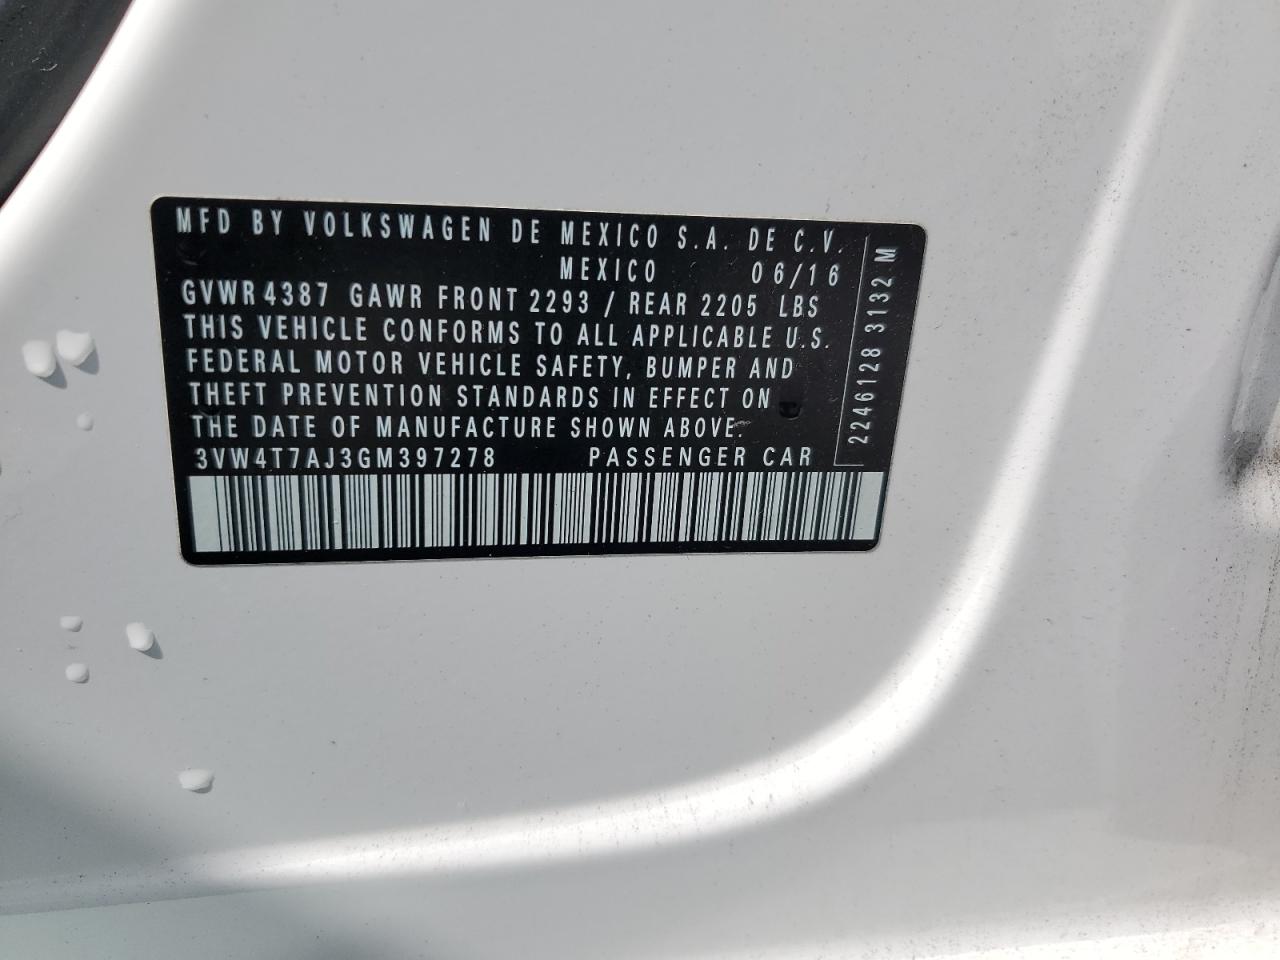 MFD BY VOLKSWAGEN DE MEXICO S.A. DE C.V.
MEXICO 06/16
GVWR 4387 GAWR FRONT 2293 / REAR 2205 LBS
THIS VEHICLE CONFORMS TO ALL APPLICABLE U.S.
FEDERAL MOTOR VEHICLE SAFETY, BUMPER AND
THEFT PREVENTION STANDARDS IN EFFECT ON
THE DATE OF MANUFACTURE SHOWN ABOVE.
3VW4T7AJ3GM397278 PASSENGER CAR
2246128 3132 M